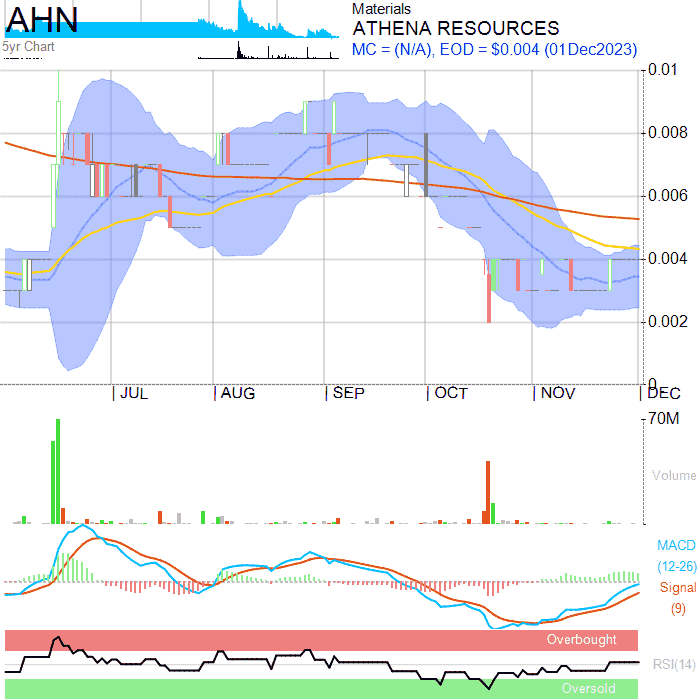 AHN
5yr Chart
Materials
ATHENA RESOURCES
MC = (N/A), EOD = $0.004 (01Dec2023)
0.01
0.008
0.006
0.004
0.002
0
JUL
AUG
SEP
OCT
NOV
DEC
70M
Volume
MACD
(12-26)
Signal
(9)
Overbought
RSI(14)
Oversold